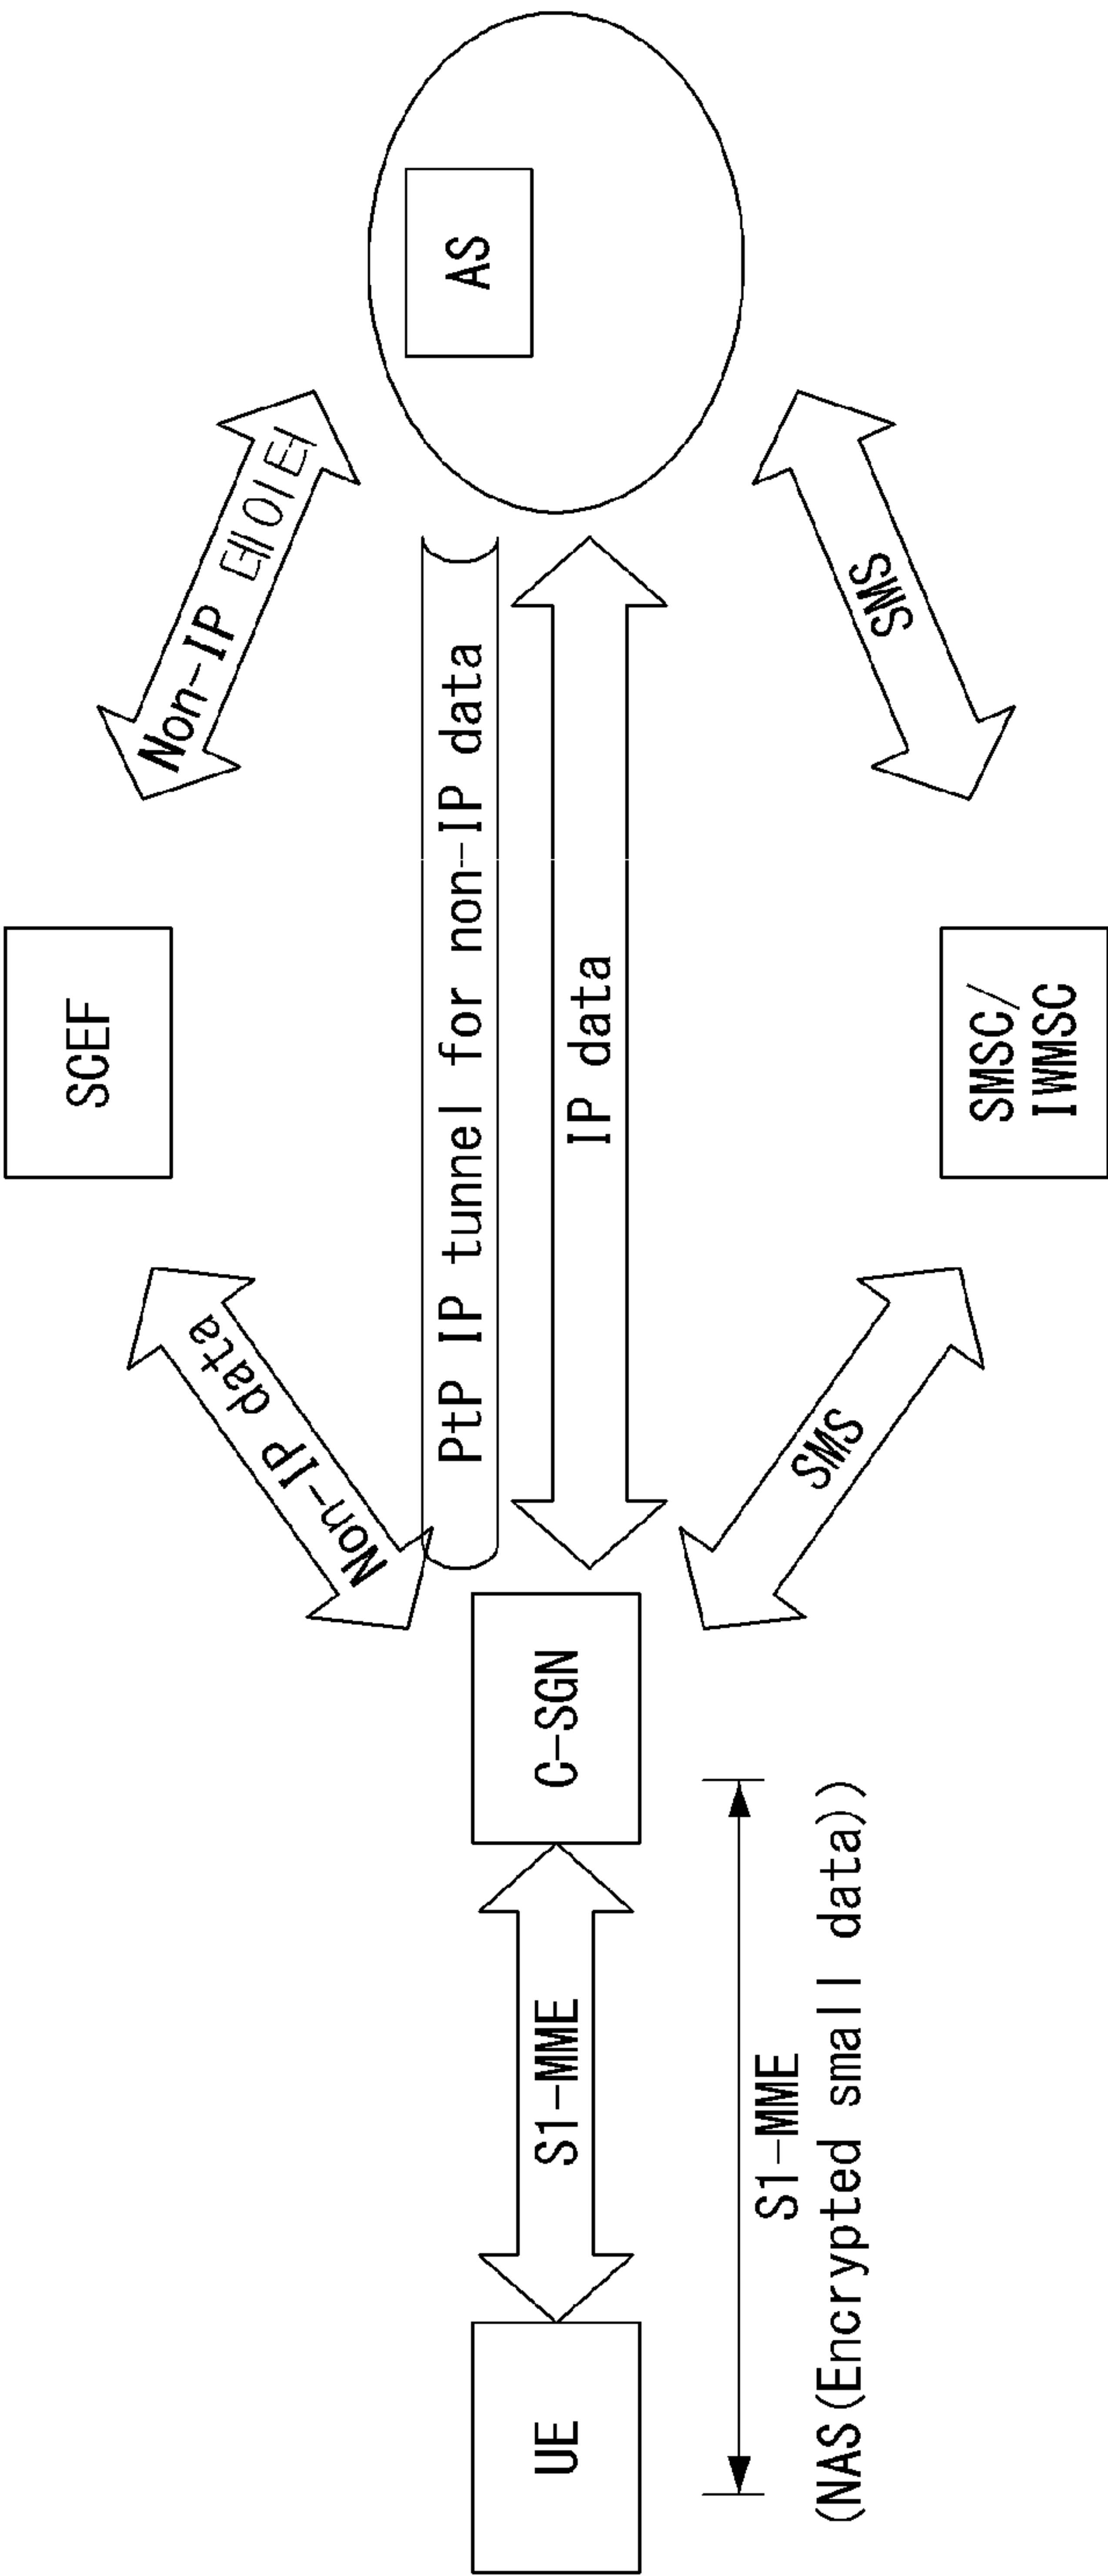 SCEF
Non-IP data
Non-IP 데이터
PtP IP tunnel for non-IP data
AS
UE
S1-MME
C-SGN
IP data
S1-MME
(NAS(Encrypted small data))
SMS
SMS
SMSC/
IWMSC